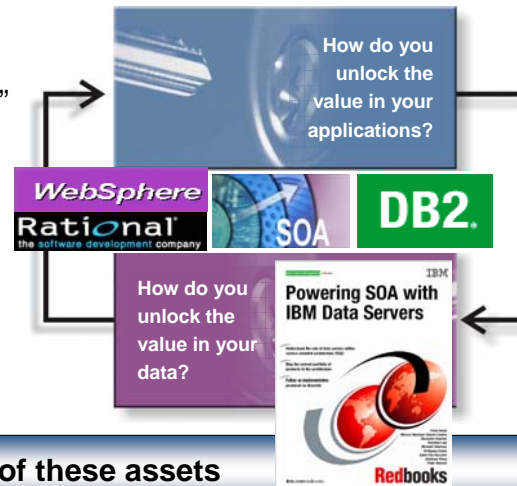 ”
How do you
unlock the
value in your
applications?
WebSphere
Rational
the software development company
SOA
DB2.
How do you
unlock the
value in your
data?
IBM
Powering SOA with
IBM Data Servers
Redbooks
of these assets